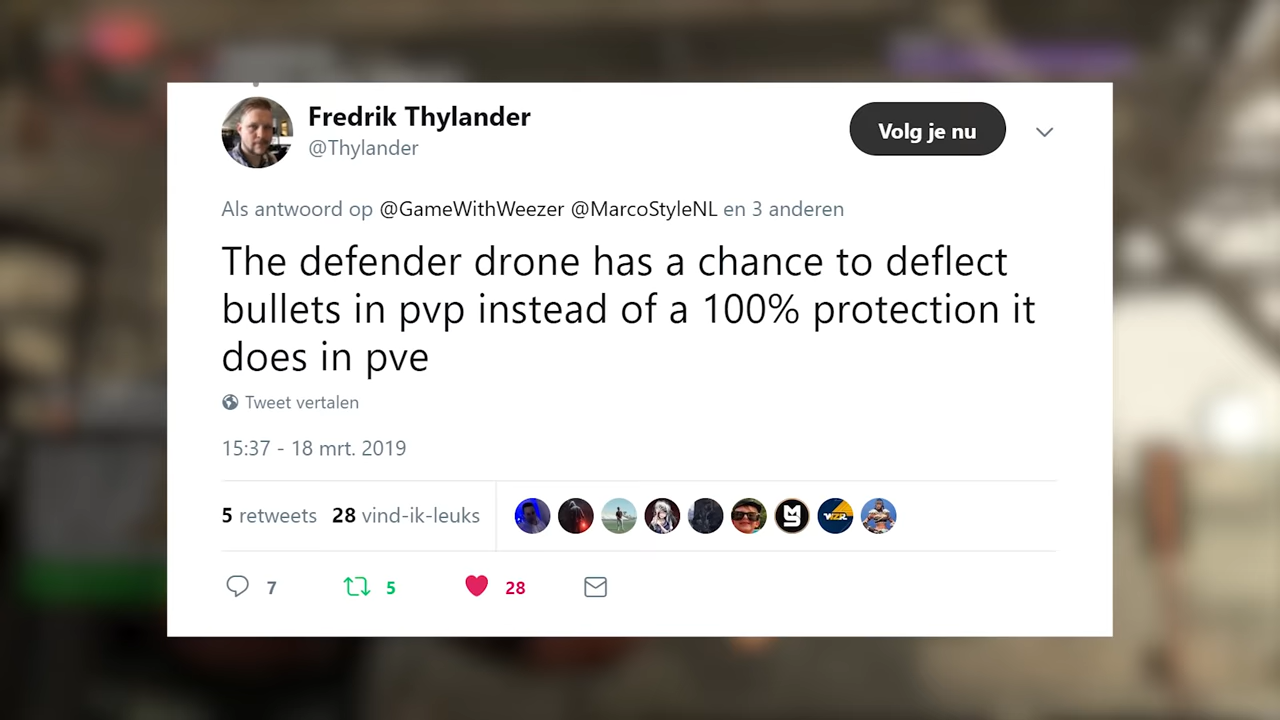 Fredrik Thylander
@Thylander
Volg je nu
Als antwoord op @GameWithWeezer @MarcoStyleNL en 3 anderen
The defender drone has a chance to deflect
bullets in pvp instead of a 100% protection it
does in pve
Tweet vertalen
15:37 - 18 mrt. 2019
5 retweets 28 vind-ik-leuks
WZR
7 5 28